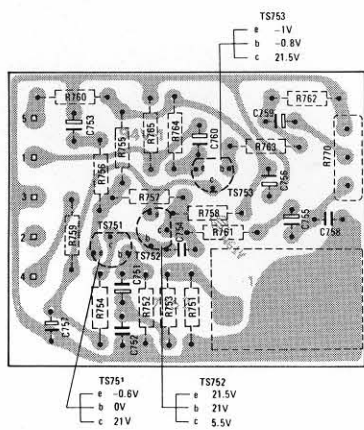 TS753
e -1V
b -0.8V
c 21.5V
R760
C753
R755
R765
R764
C760
C759
R762
R756
R763
R770
TS753
C756
R757
R759
TS751
R758
C754
R761
C755
C758
TS752
R754
C751
R752
R753
R751
C752
C757
5
1
3
2
4
e
b
c
TS751
e -0.6V
b 0V
c 21V
TS752
e 21.5V
b 21V
c 5.5V